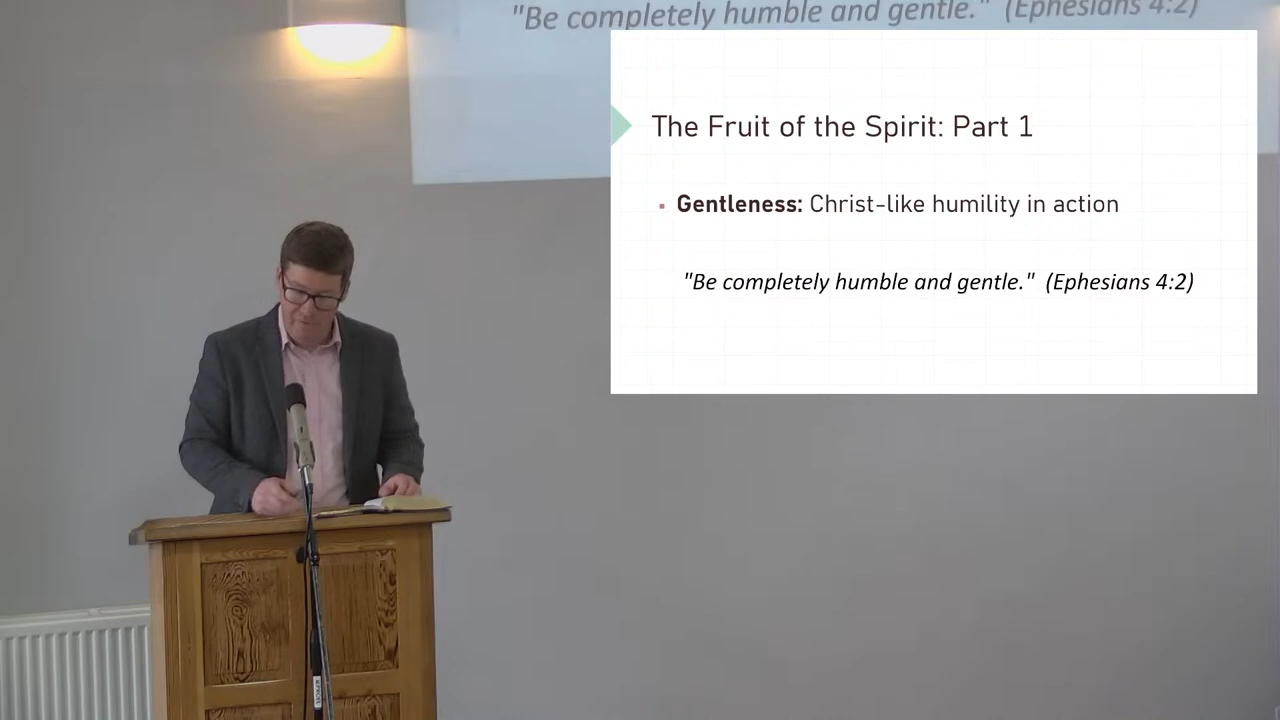 "Be completely humble and gentle." (Ephesians 4:2)
The Fruit of the Spirit: Part 1
▪ Gentleness: Christ-like humility in action
"Be completely humble and gentle." (Ephesians 4:2)